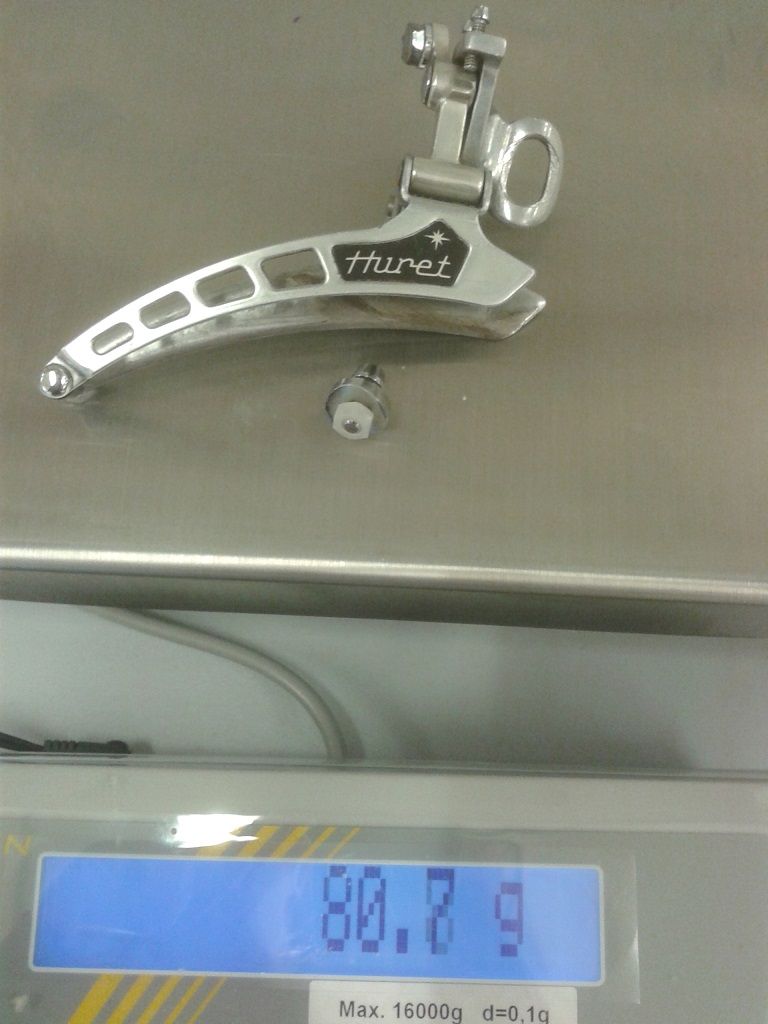 Huret
N
80.7 g
Max. 16000g d=0,1g